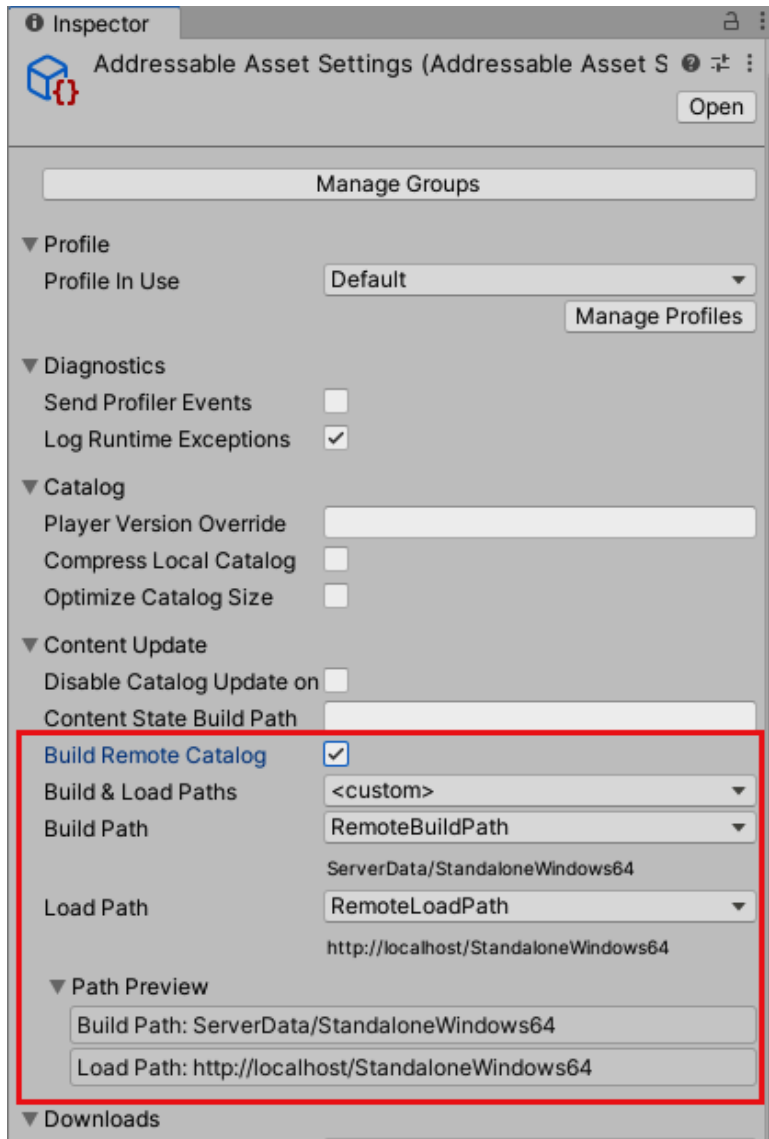 Inspector
Addressable Asset Settings (Addressable Asset S
Open
Manage Groups
Profile
Profile In Use Default
Manage Profiles
Diagnostics
Send Profiler Events
Log Runtime Exceptions
Catalog
Player Version Override
Compress Local Catalog
Optimize Catalog Size
Content Update
Disable Catalog Update on
Content State Build Path
Build Remote Catalog
Build & Load Paths <custom>
Build Path RemoteBuildPath
ServerData/StandaloneWindows64
Load Path RemoteLoadPath
http://localhost/StandaloneWindows64
Path Preview
Build Path: ServerData/StandaloneWindows64
Load Path: http://localhost/StandaloneWindows64
Downloads